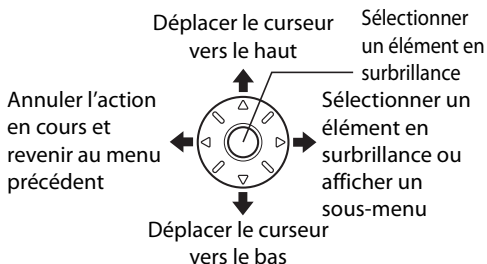 Déplacer le curseur
vers le haut
Sélectionner
un élément en
surbrillance
Annuler l'action
en cours et
revenir au menu
précédent
Sélectionner un
élément en
surbrillance ou
afficher un
sous-menu
Déplacer le curseur
vers le bas